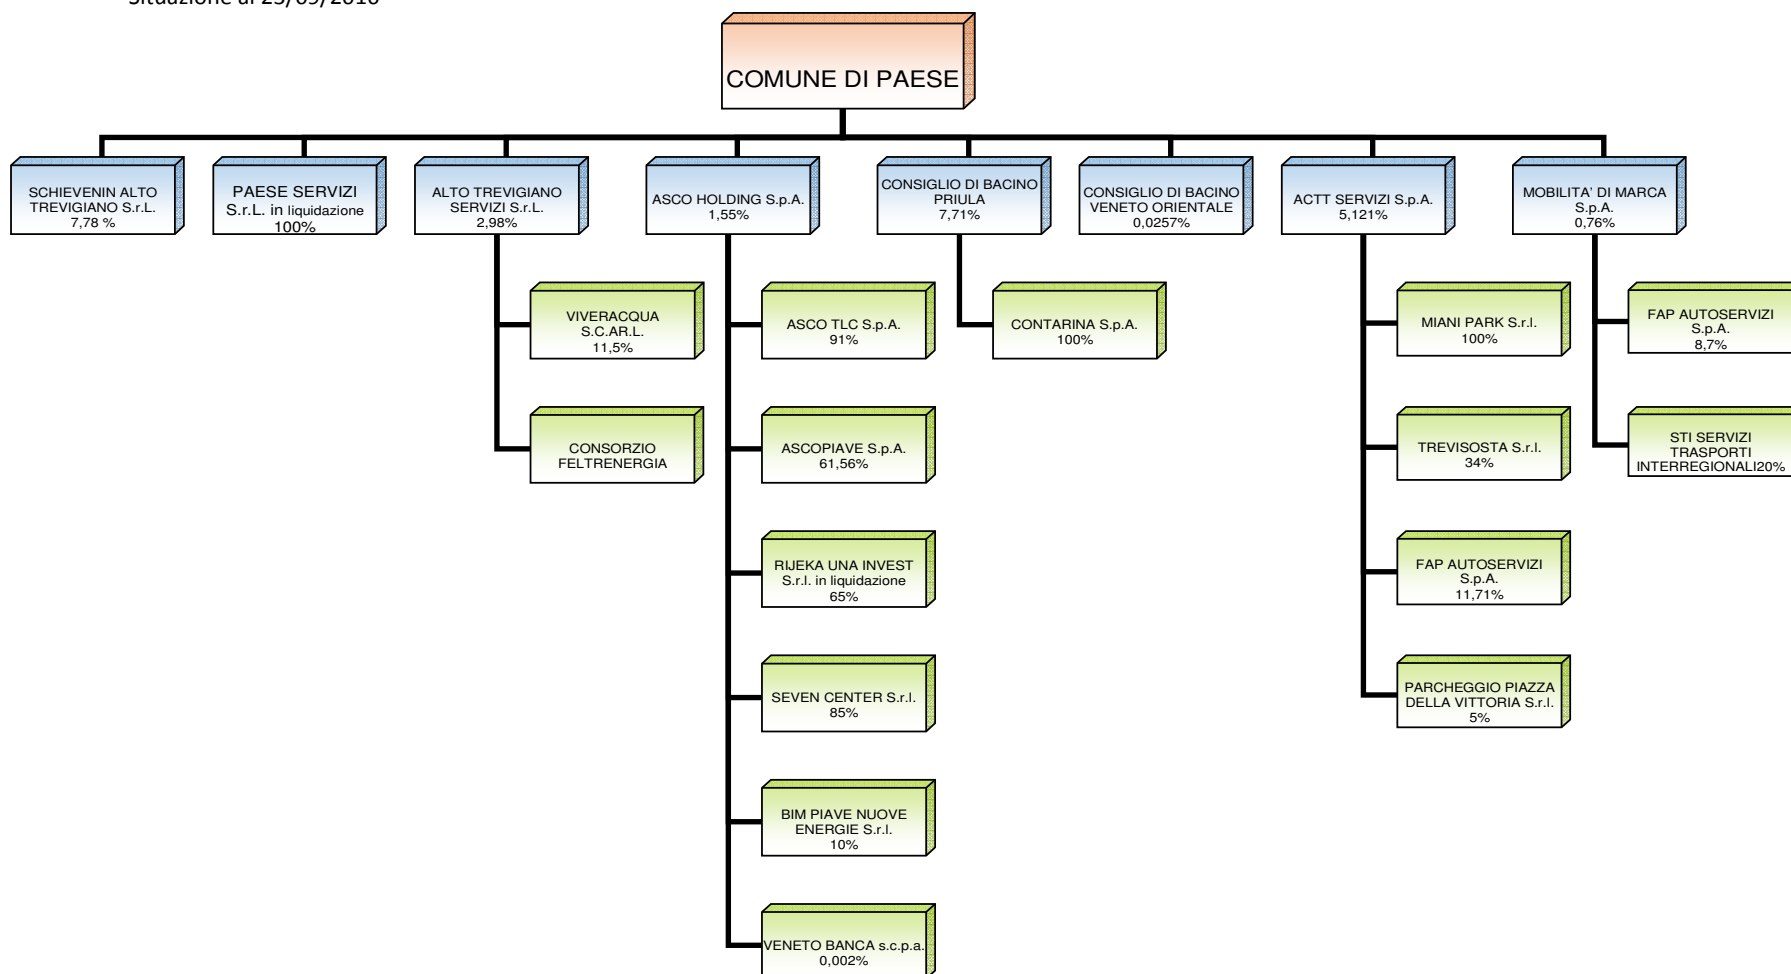 Situazione al 23/09/2016
COMUNE DI PAESE
SCHIEVENIN ALTO
TREVIGIANO S.r.L.
7,78 %
PAESE SERVIZI
S.r.L. in liquidazione
100%
ALTO TREVIGIANO
SERVIZI S.r.L.
2,98%
ASCO HOLDING S.p.A.
1,55%
CONSIGLIO DI BACINO
PRIULA
7,71%
CONSIGLIO DI BACINO
VENETO ORIENTALE
0,0257%
ACTT SERVIZI S.p.A.
5,121%
MOBILITA' DI MARCA
S.p.A.
0,76%
VIVERACQUA
S.C.AR.L.
11,5%
CONSORZIO
FELTRENERGIA
ASCO TLC S.p.A.
91%
ASCOPIAVE S.p.A.
61,56%
RIJEKA UNA INVEST
S.r.l. in liquidazione
65%
SEVEN CENTER S.r.l.
85%
BIM PIAVE NUOVE
ENERGIE S.r.l.
10%
VENETO BANCA s.c.p.a.
0,002%
CONTARINA S.p.A.
100%
MIANI PARK S.r.l.
100%
TREVISOSTA S.r.l.
34%
FAP AUTOSERVIZI
S.p.A.
11,71%
PARCHEGGIO PIAZZA
DELLA VITTORIA S.r.l.
5%
FAP AUTOSERVIZI
S.p.A.
8,7%
STI SERVIZI
TRASPORTI
INTERREGIONALI20%